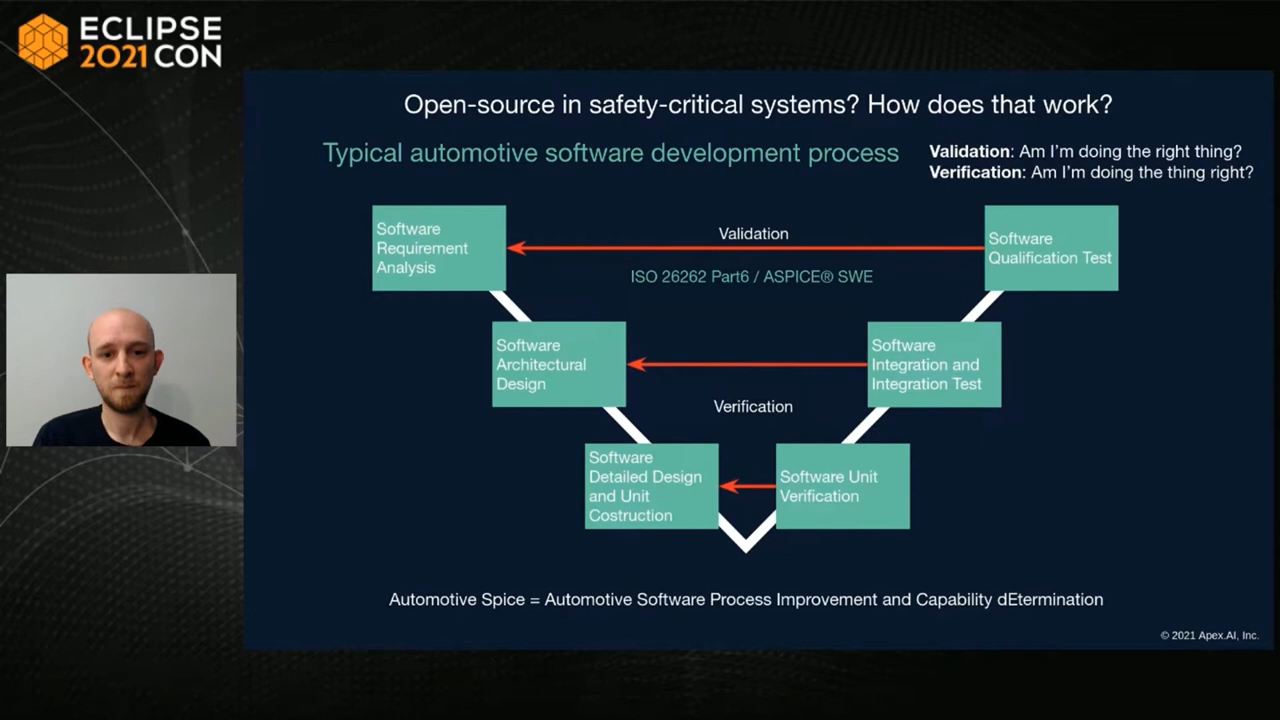 ECLIPSE
2021 CON
Open-source in safety-critical systems? How does that work?
Typical automotive software development process
Validation: Am I'm doing the right thing?
Verification: Am I'm doing the thing right?
Software
Requirement
Analysis
Validation
Software
Qualification Test
ISO 26262 Part6 / ASPICE® SWE
Software
Architectural
Design
Software
Integration and
Integration Test
Verification
Software
Detailed Design
and Unit
Costruction
Software Unit
Verification
Automotive Spice = Automotive Software Process Improvement and Capability dEtermination
© 2021 Apex.AI, Inc.